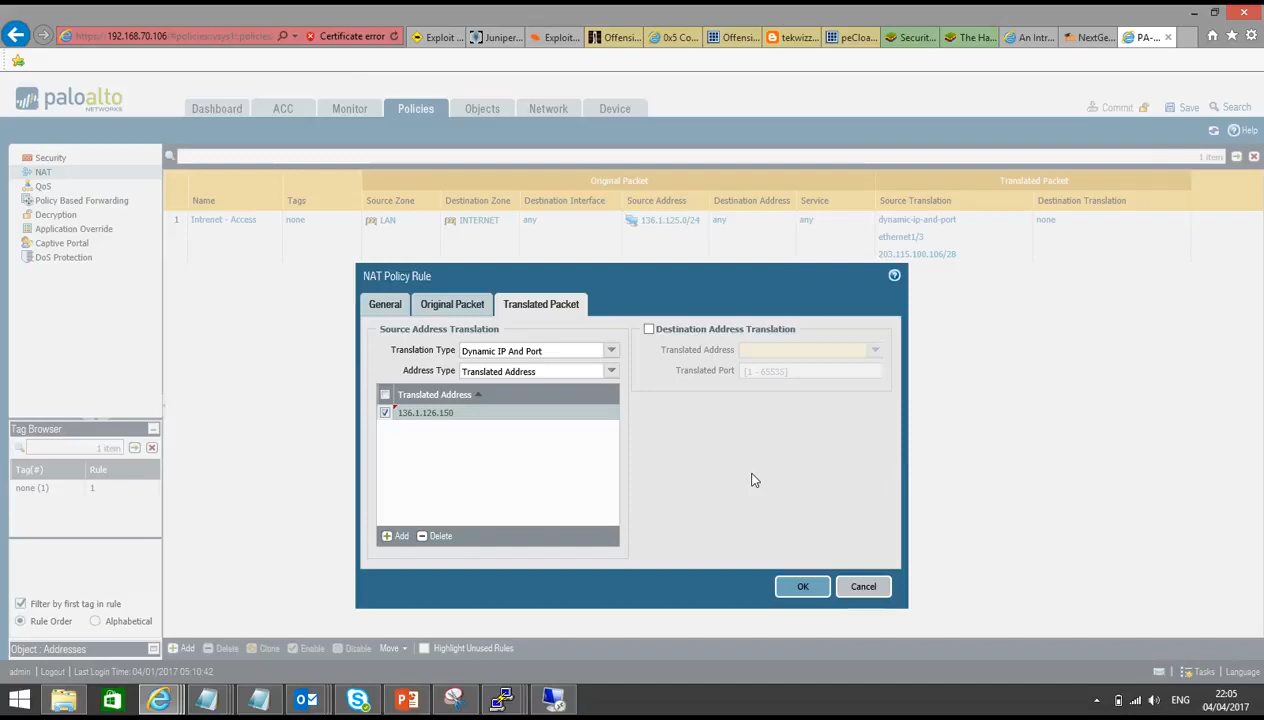 https://192.168.70.106/#policies:vsys1::policies
Certificate error
Exploit ...
Juniper...
Exploit...
Offensi...
0x5 Co...
Offensi...
tekwizz...
peCloa...
Securit...
The Ha...
An Intr...
NextGe...
PA-...
paloalto
NETWORKS
Dashboard
ACC
Monitor
Policies
Objects
Network
Device
Commit
Save
Search
Help
Security
NAT
QoS
Policy Based Forwarding
Decryption
Application Override
Captive Portal
DoS Protection
1 item
Original Packet
Translated Packet
Name
Tags
Source Zone
Destination Zone
Destination Interface
Source Address
Destination Address
Service
Source Translation
Destination Translation
1
Intrenet - Access
none
LAN
INTERNET
any
136.1.125.0/24
any
any
dynamic-ip-and-port
none
ethernet1/3
203.115.100.106/28
NAT Policy Rule
General
Original Packet
Translated Packet
Source Address Translation
Translation Type
Dynamic IP And Port
Address Type
Translated Address
Translated Address
136.1.126.150
Add
Delete
Destination Address Translation
Translated Address
Translated Port
[1 - 65535]
OK
Cancel
Tag Browser
1 item
Tag(#)
Rule
none (1)
1
Filter by first tag in rule
Rule Order
Alphabetical
Object : Addresses
Add
Delete
Clone
Enable
Disable
Move
Highlight Unused Rules
admin | Logout | Last Login Time: 04/01/2017 05:10:42
Tasks | Language
ENG
22:05
04/04/2017